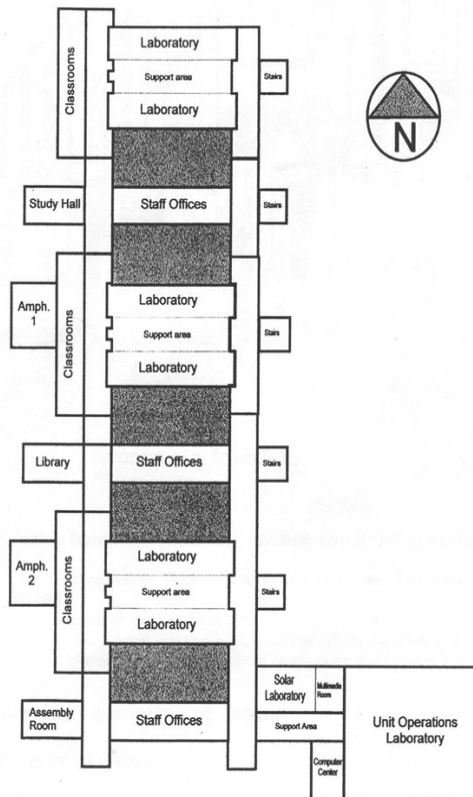 Laboratory
Classrooms
Support area
Stairs
Laboratory
N
Study Hall
Staff Offices
Stairs
Laboratory
Amph.
1
Classrooms
Support area
Stairs
Laboratory
Library
Staff Offices
Stairs
Laboratory
Amph.
2
Classrooms
Support area
Stairs
Laboratory
Solar
Laboratory
Multimedia
Room
Assembly
Room
Staff Offices
Support Area
Unit Operations
Laboratory
Computer
Center